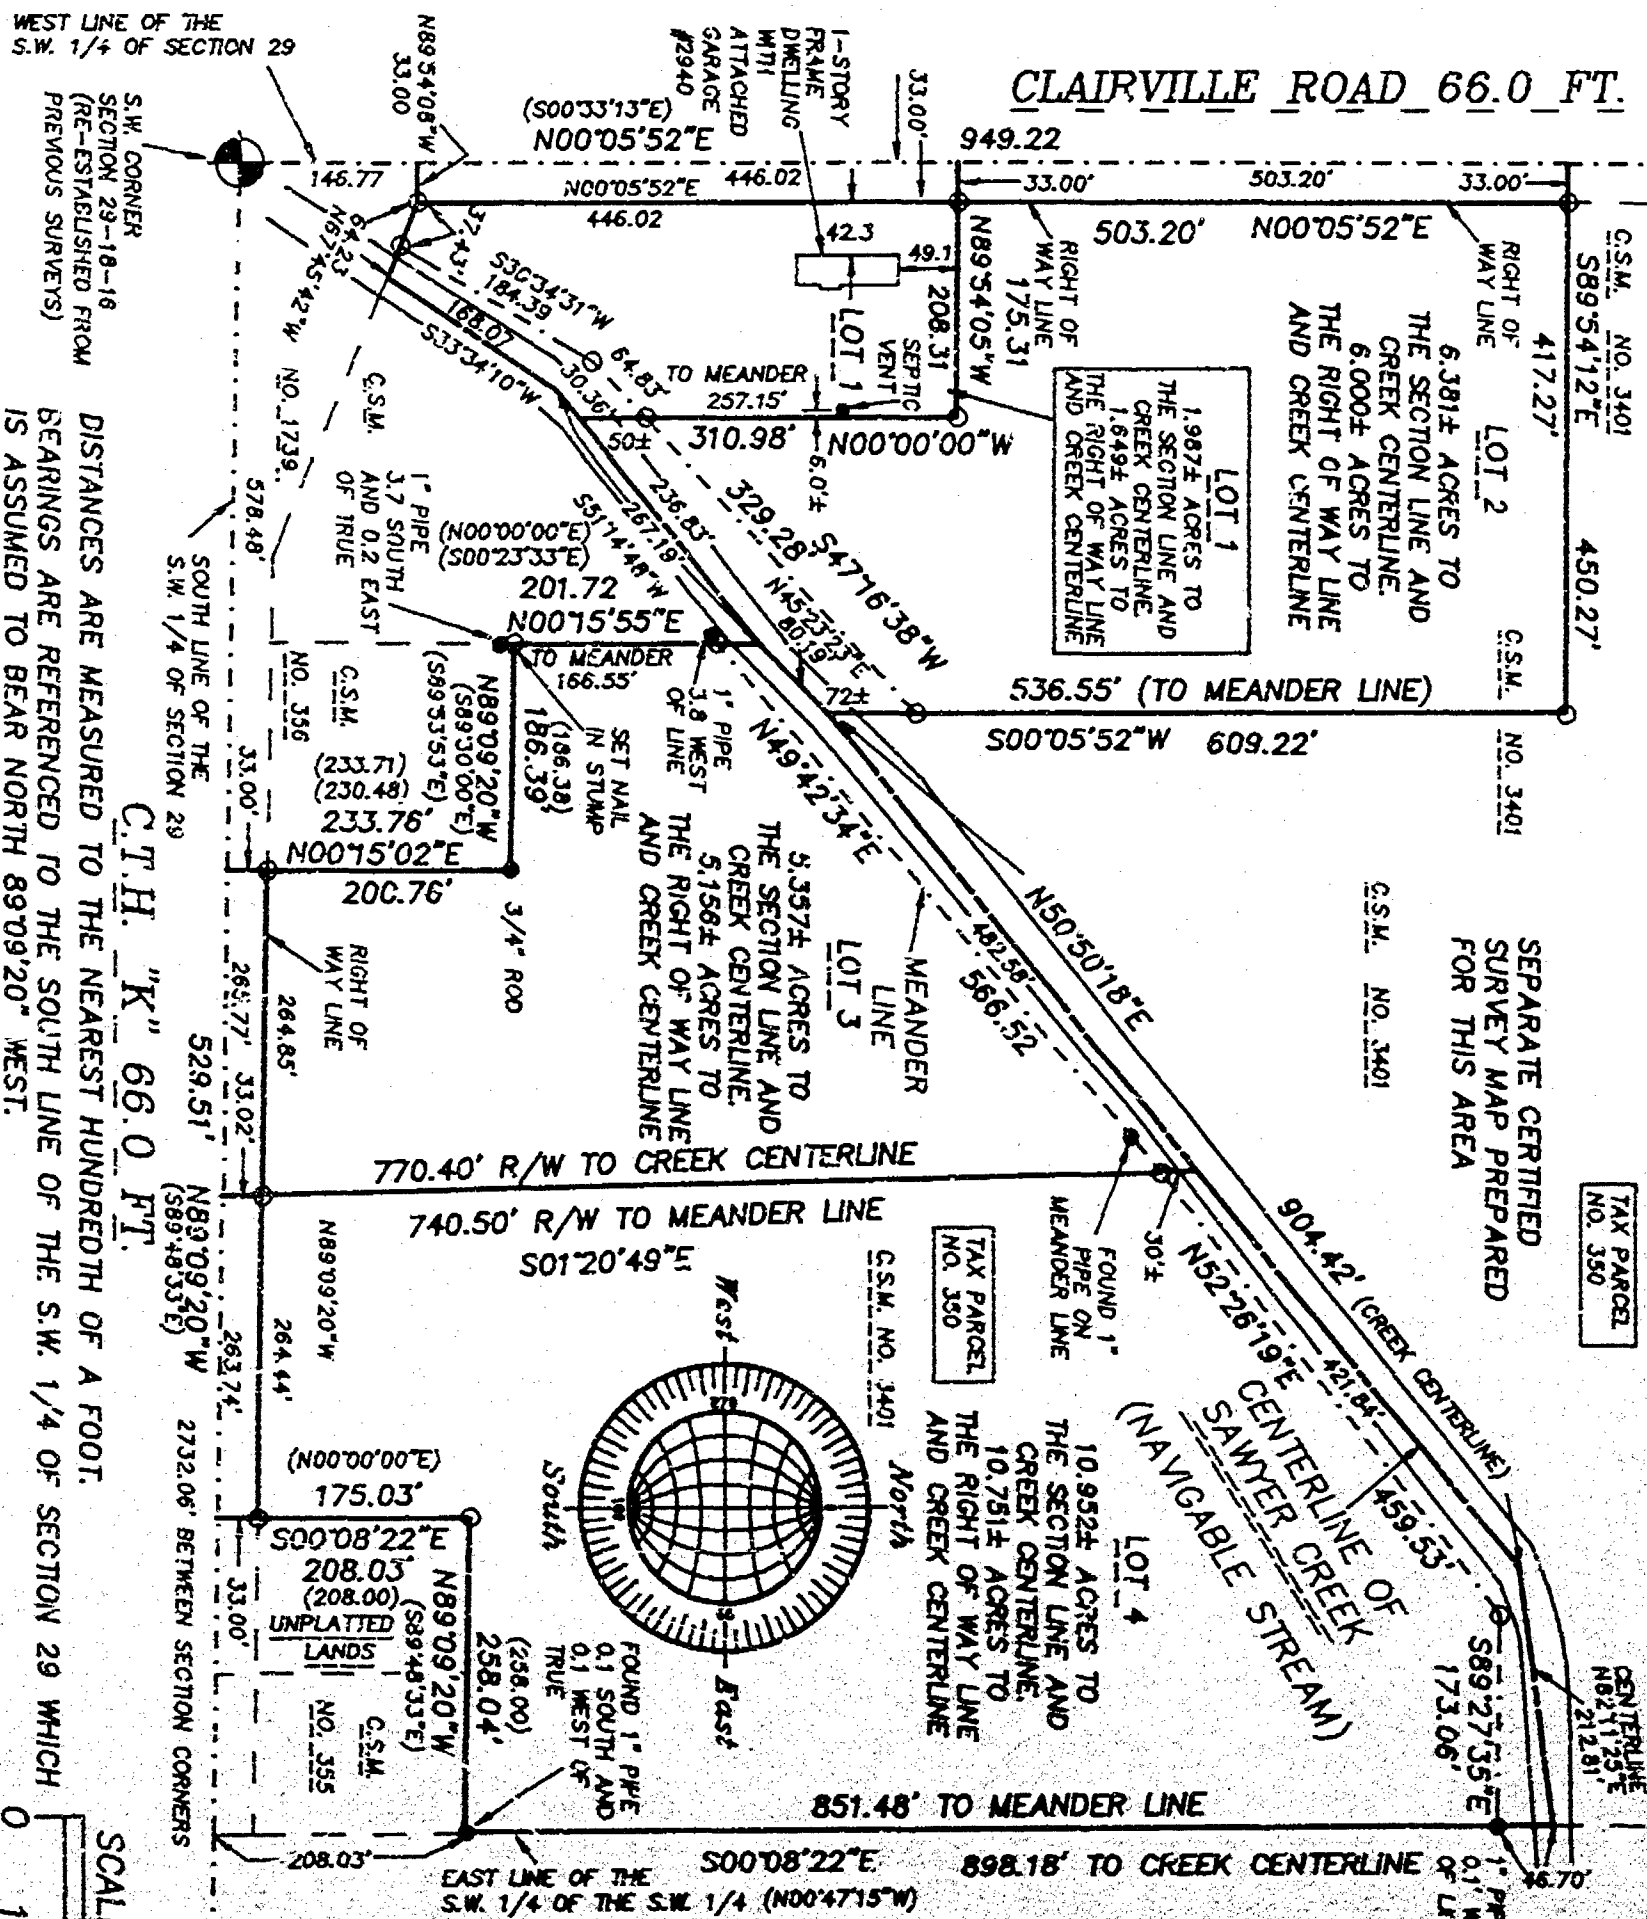 WEST LINE OF THE
S.W. 1/4 OF SECTION 29
S.W. CORNER
SECTION 29-18-16
(RE-ESTABLISHED FROM
PREVIOUS SURVEYS)
N89°54'08"W
33.00
(S00°33'13"E)
N00°05'52"E
949.22
CLAIRVILLE ROAD 66.0 FT.
1-STORY
FRAME
DWELLING
WITH
ATTACHED
GARAGE
#2940
33.00'
146.77
N00°05'52"E
446.02
446.02
33.00'
503.20'
33.00'
503.20'
N00°05'52"E
RIGHT OF
WAY LINE
RIGHT OF
WAY LINE
C.S.M. NO. 3401
S89°54'12"E
417.27'
450.27'
LOT 2
6.381± ACRES TO
THE SECTION LINE AND
CREEK CENTERLINE.
6.000± ACRES TO
THE RIGHT OF WAY LINE
AND CREEK CENTERLINE
N89°54'05"W
175.31
208.31
42.3
49.1
LOT 1
SEPTIC
VENT
TO MEANDER
257.15'
310.98'
N00°00'00"W
6.0'±
50±
LOT 1
1.987± ACRES TO
THE SECTION LINE AND
CREEK CENTERLINE.
1.649± ACRES TO
THE RIGHT OF WAY LINE
AND CREEK CENTERLINE
37.43'
64.23
N67°45'42"W
S30°34'31"W
184.39
168.07
S33°34'10"W
30.36'
64.83'
C.S.M.
NO. 1739
578.48'
SOUTH LINE OF THE
S.W. 1/4 OF SECTION 29
236.83'
267.19'
S51°14'48"W
329.28'
S47°16'38"W
N45°23'23"E
80.19'
72±
536.55' (TO MEANDER LINE)
S00°05'52"W 609.22'
C.S.M. NO. 3401
1" PIPE
3.7 SOUTH
AND 0.2 EAST
OF TRUE
(N00°00'00"E)
(S00°23'33"E)
201.72
N00°15'55"E
TO MEANDER
166.55'
1" PIPE
3.8 WEST
OF LINE
SET NAIL
IN STUMP
N89°09'20"W
(S89°30'00"E)
(S89°53'53"E)
(186.38)
186.39'
C.S.M.
NO. 356
(233.71)
(230.48)
233.76'
N00°15'02"E
200.76'
33.00'
3/4" ROD
N49°42'34"E
MEANDER
LINE
N50°50'18"E
482.58'
566.52
904.42' (CREEK CENTERLINE)
LOT 3
5.357± ACRES TO
THE SECTION LINE AND
CREEK CENTERLINE.
5.156± ACRES TO
THE RIGHT OF WAY LINE
AND CREEK CENTERLINE
C.S.M. NO. 3401
SEPARATE CERTIFIED
SURVEY MAP PREPARED
FOR THIS AREA
TAX PARCEL
NO. 350
RIGHT OF
WAY LINE
265.77'
264.85'
33.02'
529.51'
N89°09'20"W
(S89°48'33"E)
770.40' R/W TO CREEK CENTERLINE
740.50' R/W TO MEANDER LINE
S01°20'49"E
FOUND 1"
PIPE ON
MEANDER LINE
30'±
N52°26'19"E
421.84'
459.53'
CENTERLINE OF
SAWYER CREEK
(NAVIGABLE STREAM)
TAX PARCEL
NO. 350
C.S.M. NO. 3401
N89°09'20"W
264.44'
263.74'
LOT 4
10.952± ACRES TO
THE SECTION LINE AND
CREEK CENTERLINE.
10.751± ACRES TO
THE RIGHT OF WAY LINE
AND CREEK CENTERLINE
West
North
South
East
(N00°00'00"E)
175.03'
S00°08'22"E
208.03'
(208.00)
33.00'
UNPLATTED
LANDS
C.S.M.
NO. 355
N89°09'20"W
(S89°48'33"E)
(258.00)
258.04'
FOUND 1" PIPE
0.1 SOUTH AND
0.1 WEST OF
TRUE
208.03'
851.48' TO MEANDER LINE
S00°08'22"E
898.18' TO CREEK CENTERLINE
EAST LINE OF THE
S.W. 1/4 OF THE S.W. 1/4 (N00°47'15"W)
S89°27'35"E
173.06'
CENTERLINE
N82°11'25"E
212.81'
46.70'
2732.06' BETWEEN SECTION CORNERS
C.T.H. "K" 66.0 FT.
DISTANCES ARE MEASURED TO THE NEAREST HUNDREDTH OF A FOOT.
BEARINGS ARE REFERENCED TO THE SOUTH LINE OF THE S.W. 1/4 OF SECTION 29 WHICH
IS ASSUMED TO BEAR NORTH 89°09'20" WEST.
SCAL
0 1